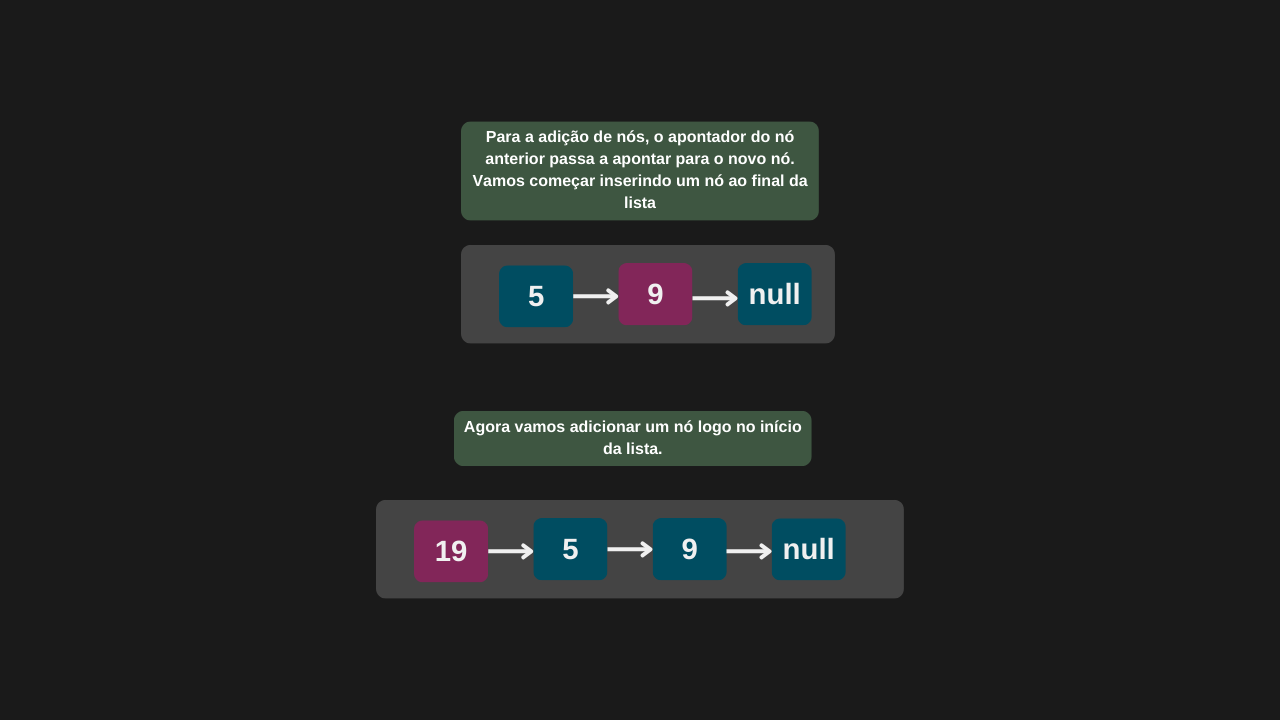 Para a adição de nós, o apontador do nó
anterior passa a apontar para o novo nó.
Vamos começar inserindo um nó ao final da
lista
5 9 null
Agora vamos adicionar um nó logo no início
da lista.
19 5 9 null